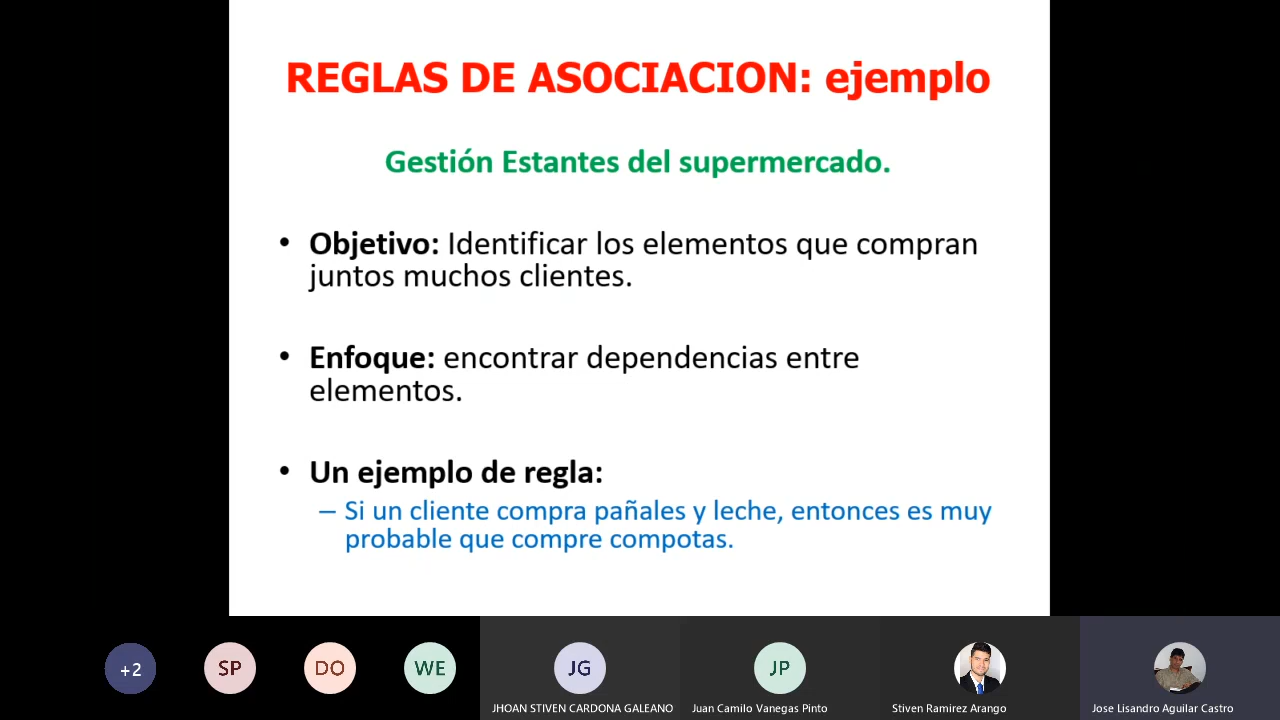 REGLAS DE ASOCIACION: ejemplo
Gestión Estantes del supermercado.
• Objetivo: Identificar los elementos que compran
juntos muchos clientes.
• Enfoque: encontrar dependencias entre
elementos.
• Un ejemplo de regla:
– Si un cliente compra pañales y leche, entonces es muy
probable que compre compotas.
+2
SP
DO
WE
JG
JP
JHOAN STIVEN CARDONA GALEANO
Juan Camilo Vanegas Pinto
Stiven Ramirez Arango
Jose Lisandro Aguilar Castro